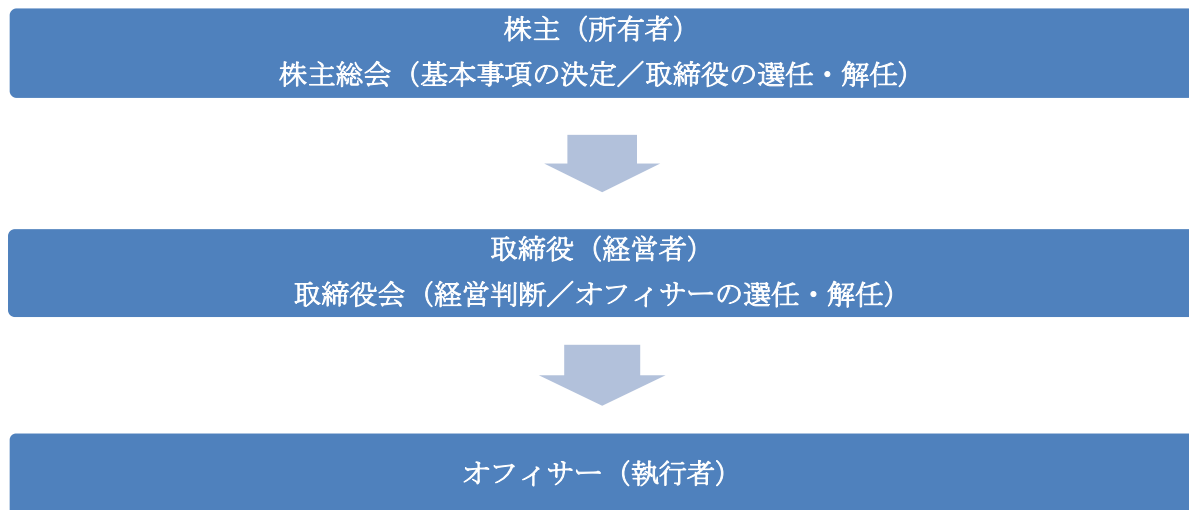 株主（所有者）
株主総会（基本事項の決定／取締役の選任・解任）
取締役（経営者）
取締役会（経営判断／オフィサーの選任・解任）
オフィサー（執行者）